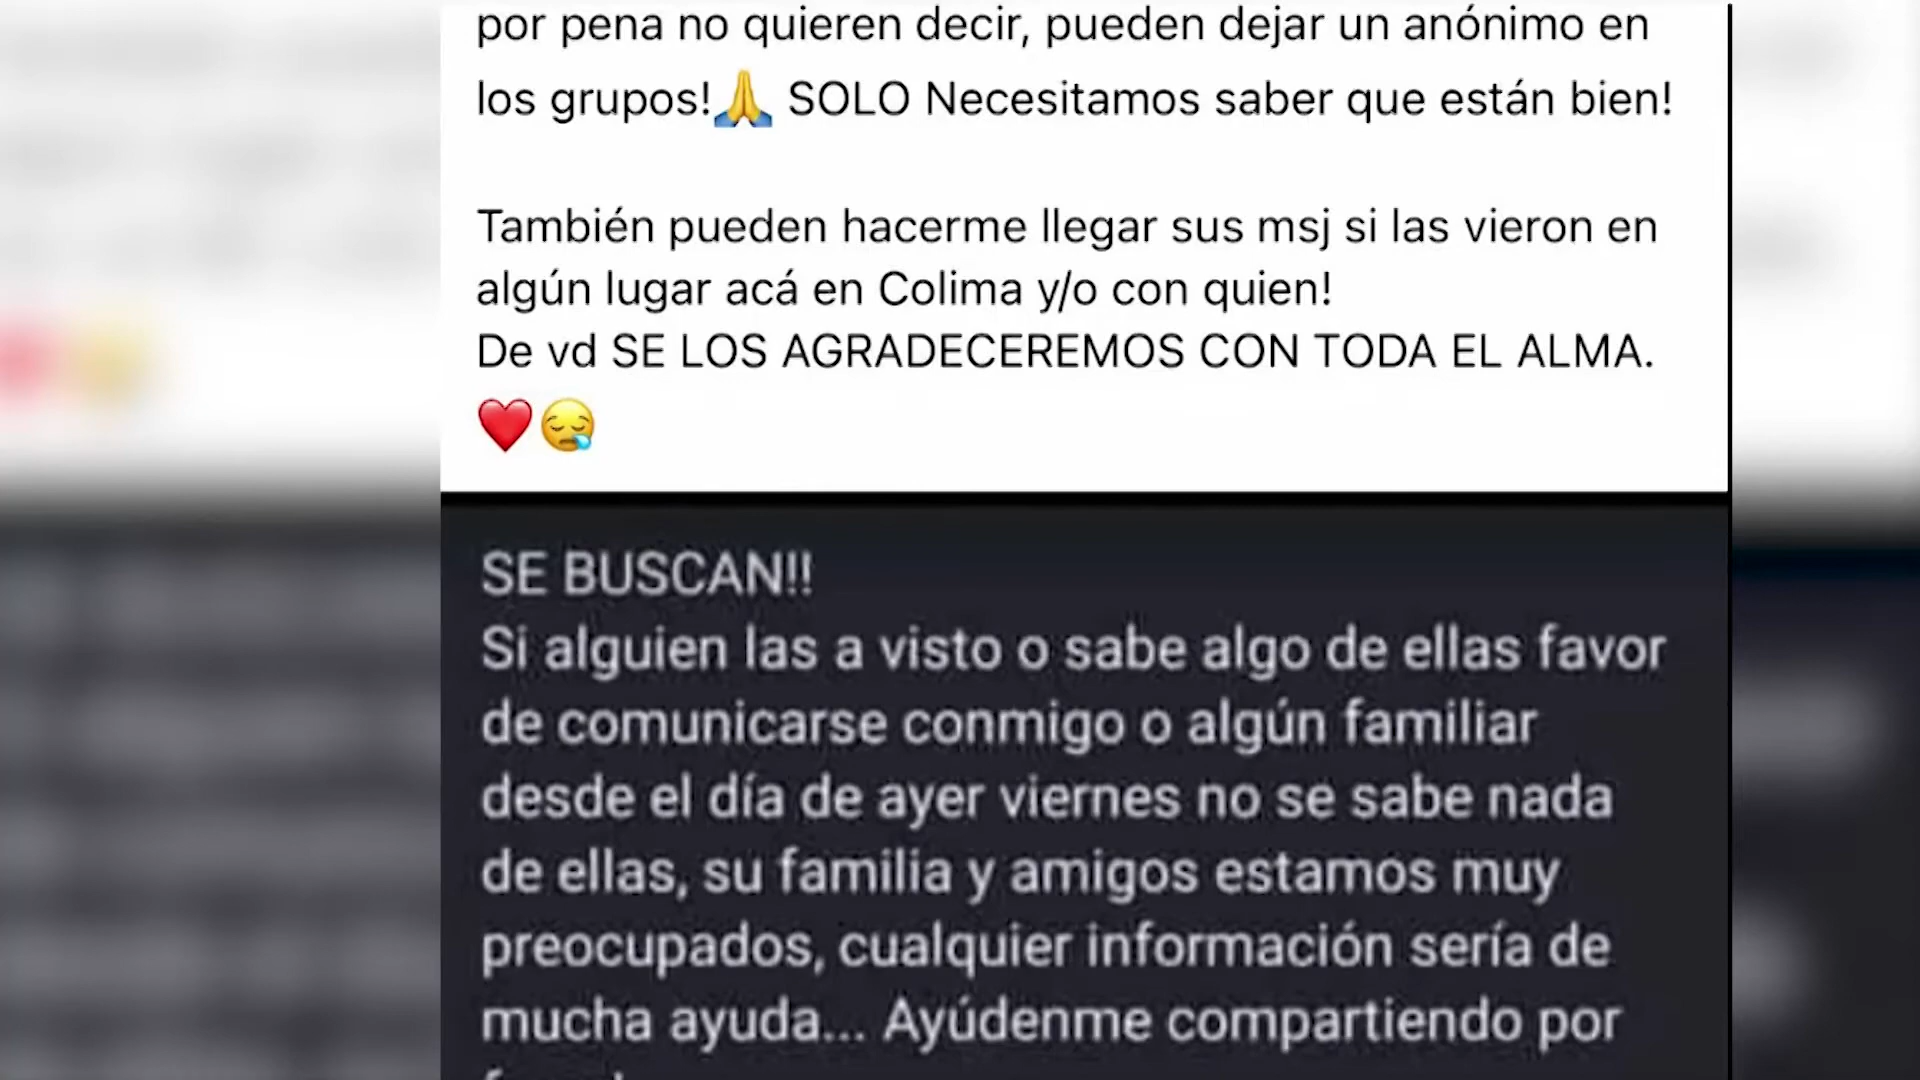 por pena no quieren decir, pueden dejar un anónimo en
los grupos!🙏 SOLO Necesitamos saber que están bien!
También pueden hacerme llegar sus msj si las vieron en
algún lugar acá en Colima y/o con quien!
De vd SE LOS AGRADECEREMOS CON TODA EL ALMA.
❤️😪
SE BUSCAN!!
Si alguien las a visto o sabe algo de ellas favor
de comunicarse conmigo o algún familiar
desde el día de ayer viernes no se sabe nada
de ellas, su familia y amigos estamos muy
preocupados, cualquier información sería de
mucha ayuda... Ayúdenme compartiendo por